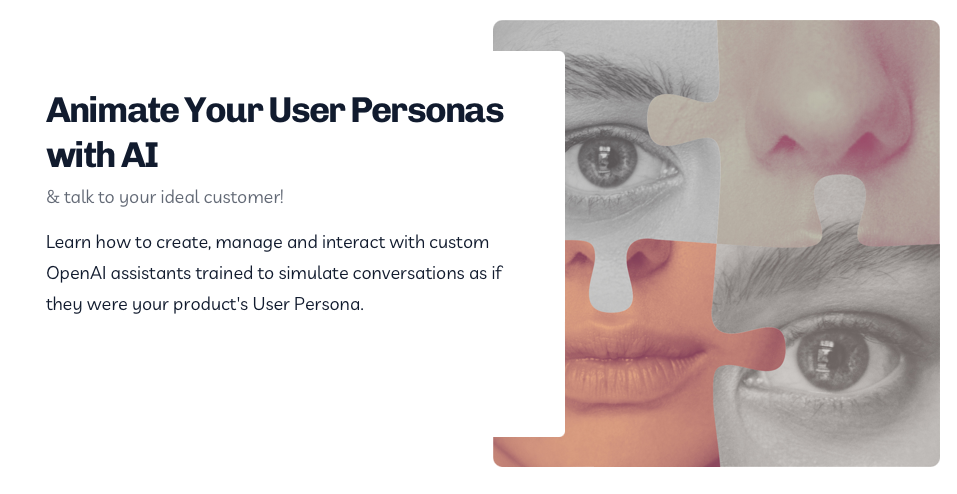 Animate Your User Personas
with AI
& talk to your ideal customer!
Learn how to create, manage and interact with custom
OpenAI assistants trained to simulate conversations as if
they were your product's User Persona.